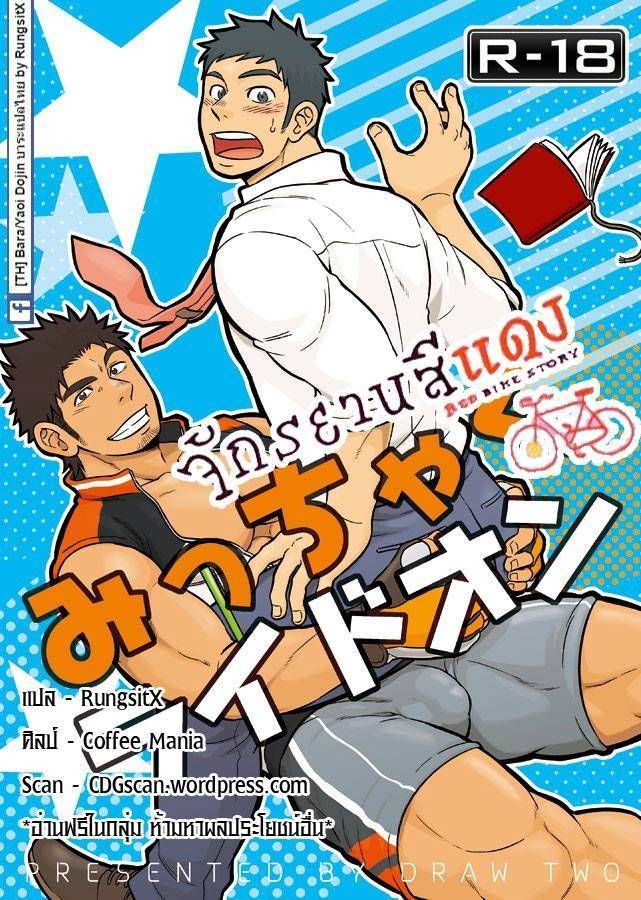 R-18
[TH] Bara/Yaoi Dojin บาระแปลไทย by RungsitX
จักรยานสีแดง
RED BIKE STORY
みっちゃく
ライドオン
แปล - RungsitX
ศิลป์ - Coffee Mania
Scan - CDGscan.wordpress.com
*อ่านฟรีในกลุ่ม ห้ามหาผลประโยชน์อื่น*
PRESENTED BY DRAW TWO